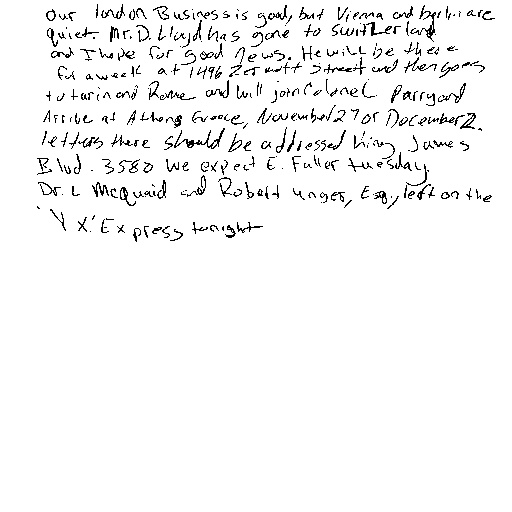 our london Business is good, but Vienna and berlin are
quiet. Mr. D. Lloyd has gone to switzerland
and I hope for good news. He will be there
for a week at 1496 Zermott Street and then goes
to turin and Rome and will join Colonel Parry and
Arrive at Athens Greece, November 27 or December 2.
letters there should be addressed King James
Blvd. 3580 We expect E. Fuller tuesday.
Dr. L McQuaid and Robert unger, Esq., left on the
"Y X." Express tonight